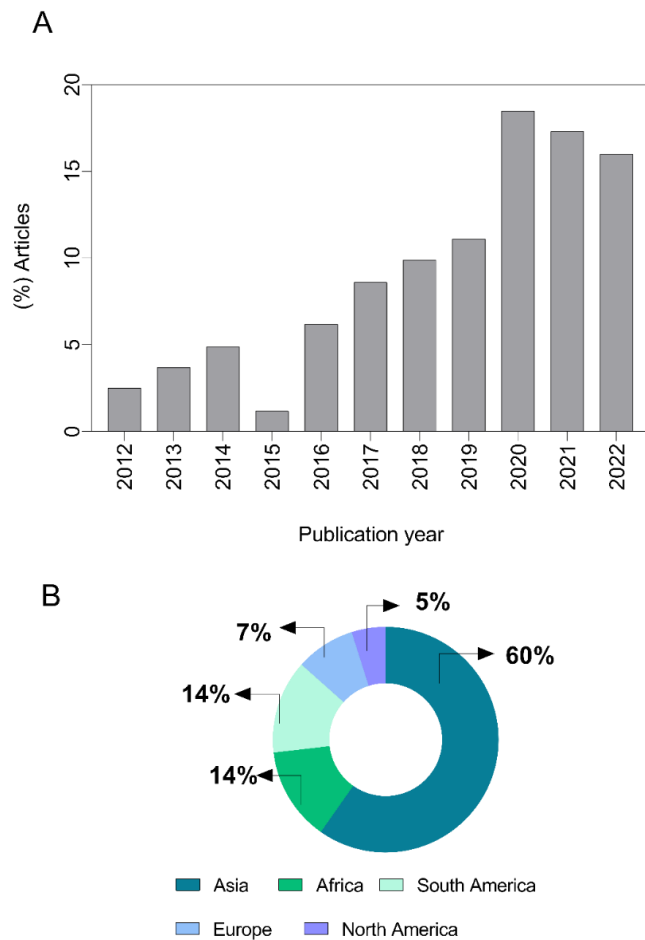 A
(%) Articles
20
15
10
5
0
2012 2013 2014 2015 2016 2017 2018 2019 2020 2021 2022
Publication year
B
5%
7%
60%
14%
14%
Asia Africa South America
Europe North America